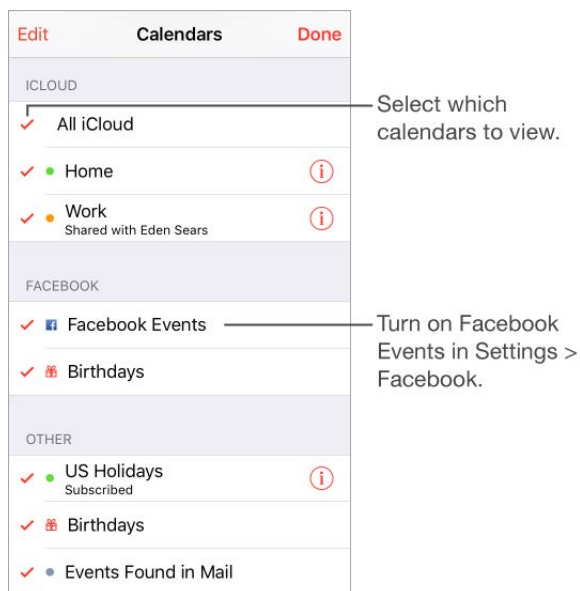 Edit Calendars Done
ICLOUD
All iCloud
Home
Work
Shared with Eden Sears
FACEBOOK
Facebook Events
Birthdays
OTHER
US Holidays
Subscribed
Birthdays
Events Found in Mail
Select which
calendars to view.
Turn on Facebook
Events in Settings >
Facebook.